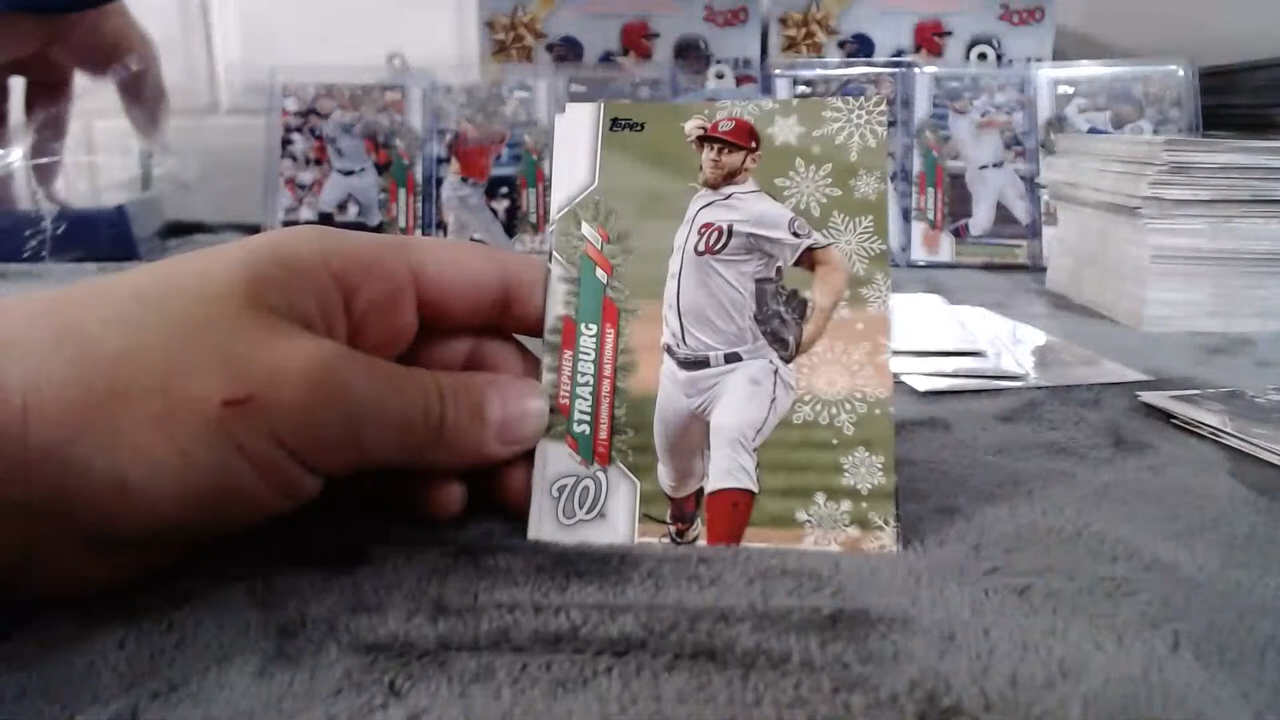 2020
2020
Topps
STEPHEN
STRASBURG
P | WASHINGTON NATIONALS®
W
W
W